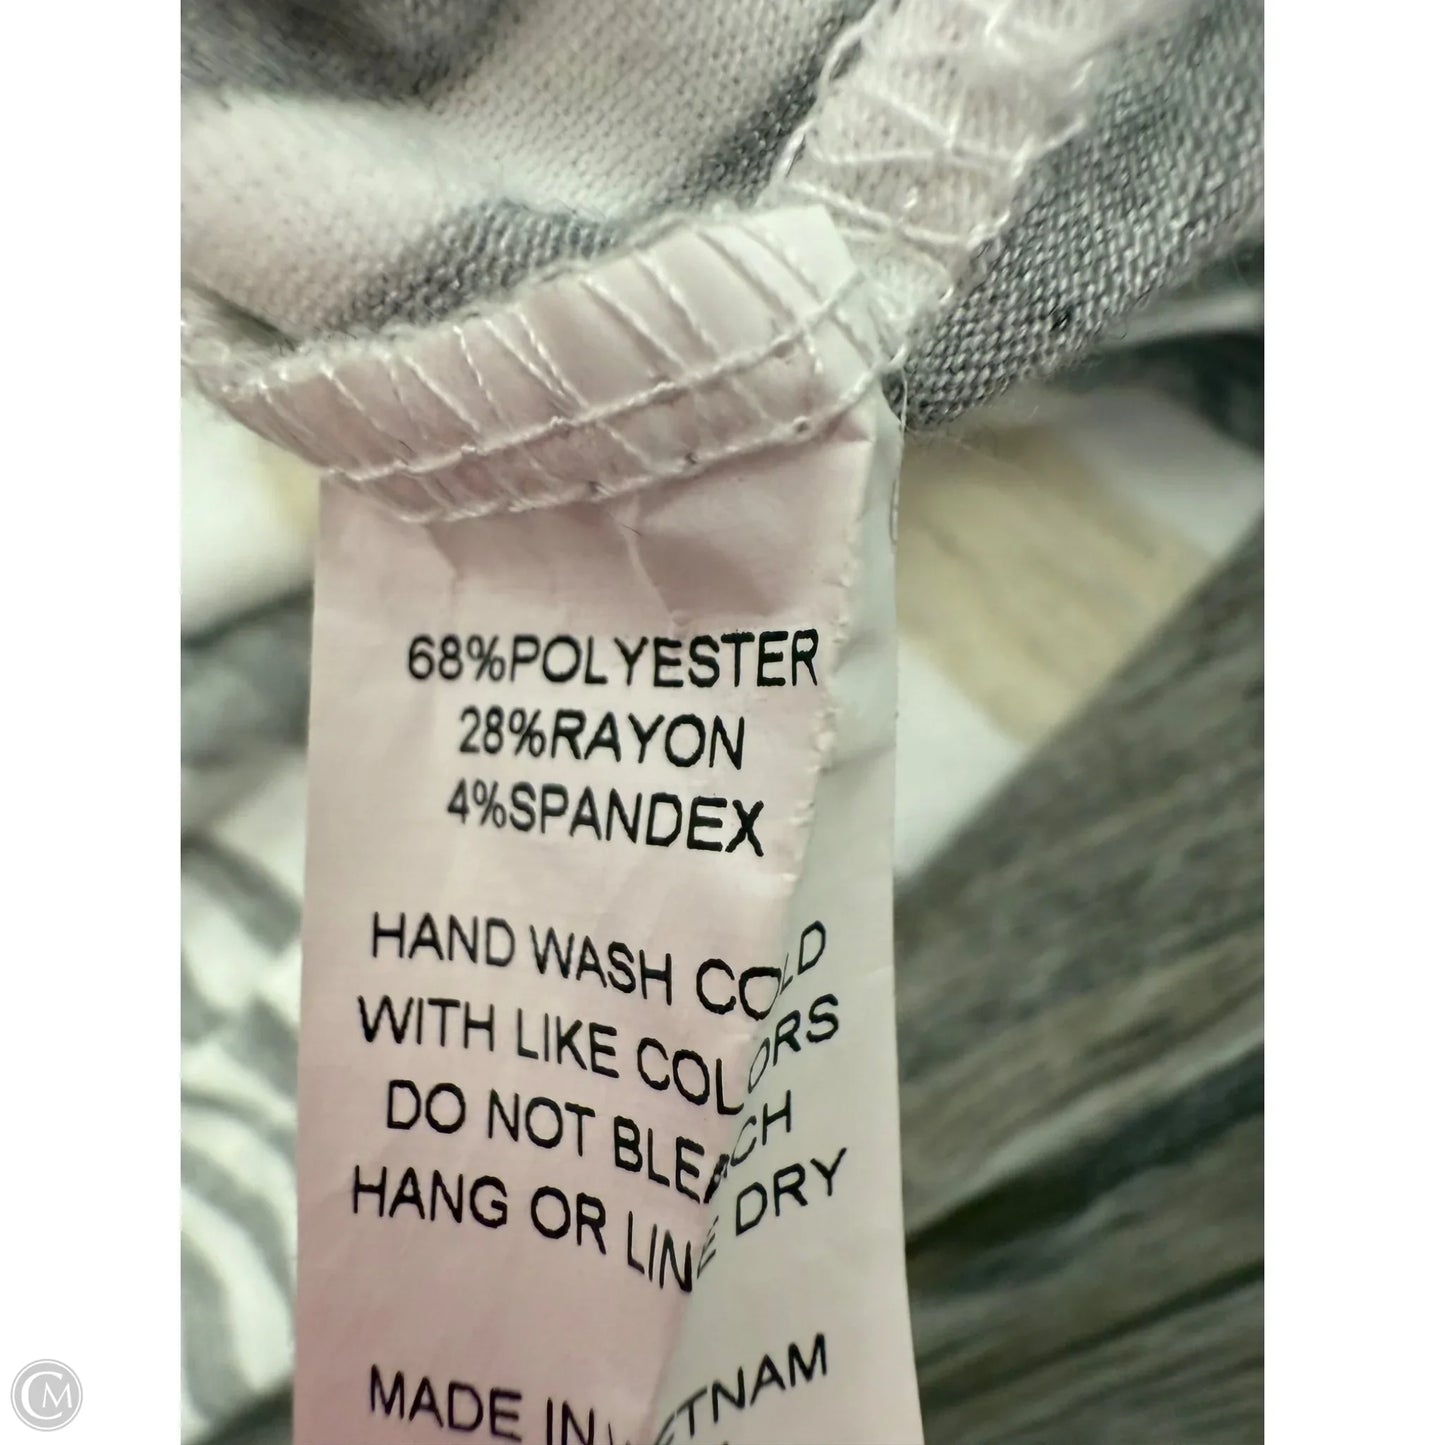 68%POLYESTER
28%RAYON
4%SPANDEX
HAND WASH COLD
WITH LIKE COLORS
DO NOT BLEACH
HANG OR LINE DRY
MADE IN VIETNAM
CM